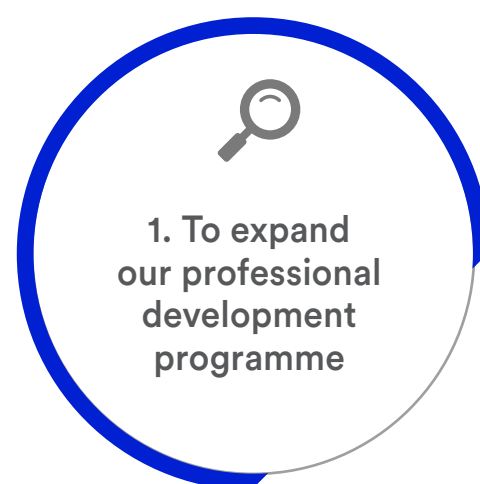 1. To expand
our professional
development
programme